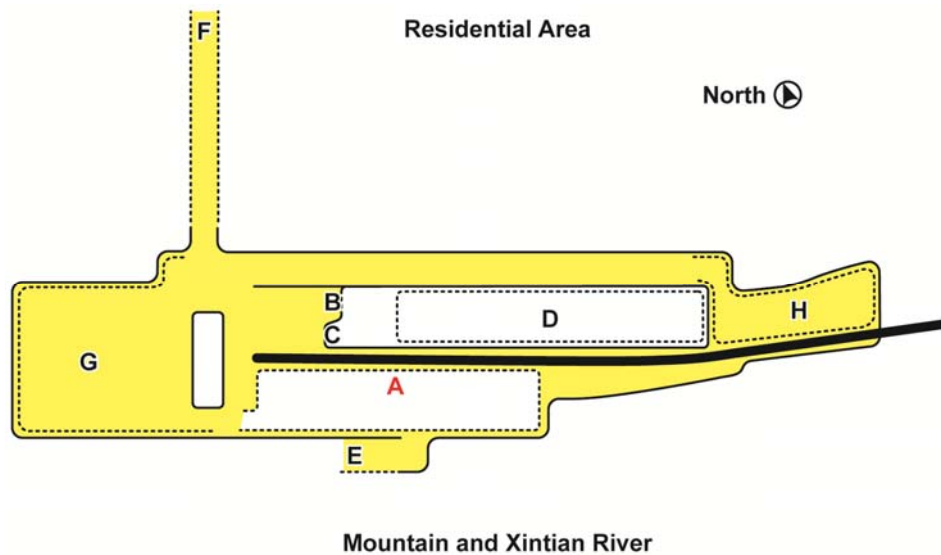 F
Residential Area
North
B
C
D
H
G
A
E
Mountain and Xintian River